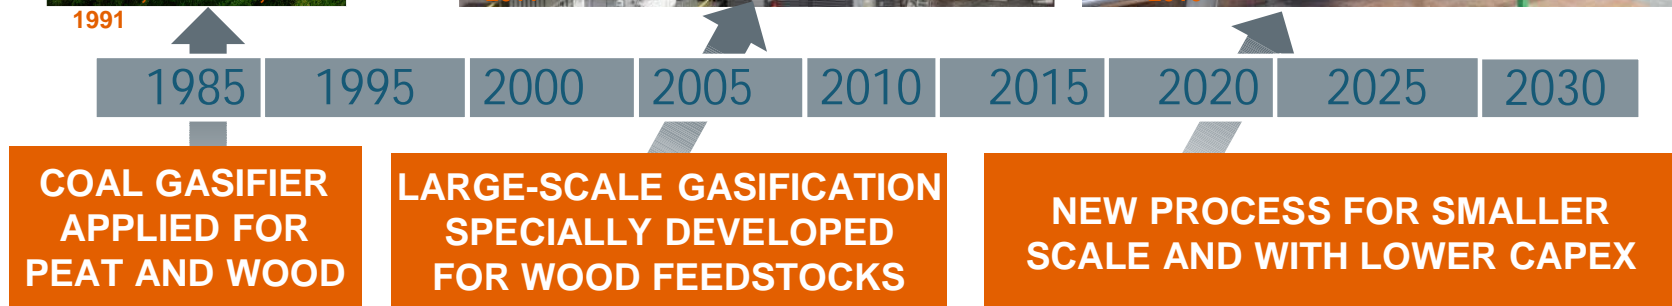 1991
1985 1995 2000 2005 2010 2015 2020 2025 2030
COAL GASIFIER
APPLIED FOR
PEAT AND WOOD
LARGE-SCALE GASIFICATION
SPECIALLY DEVELOPED
FOR WOOD FEEDSTOCKS
NEW PROCESS FOR SMALLER
SCALE AND WITH LOWER CAPEX